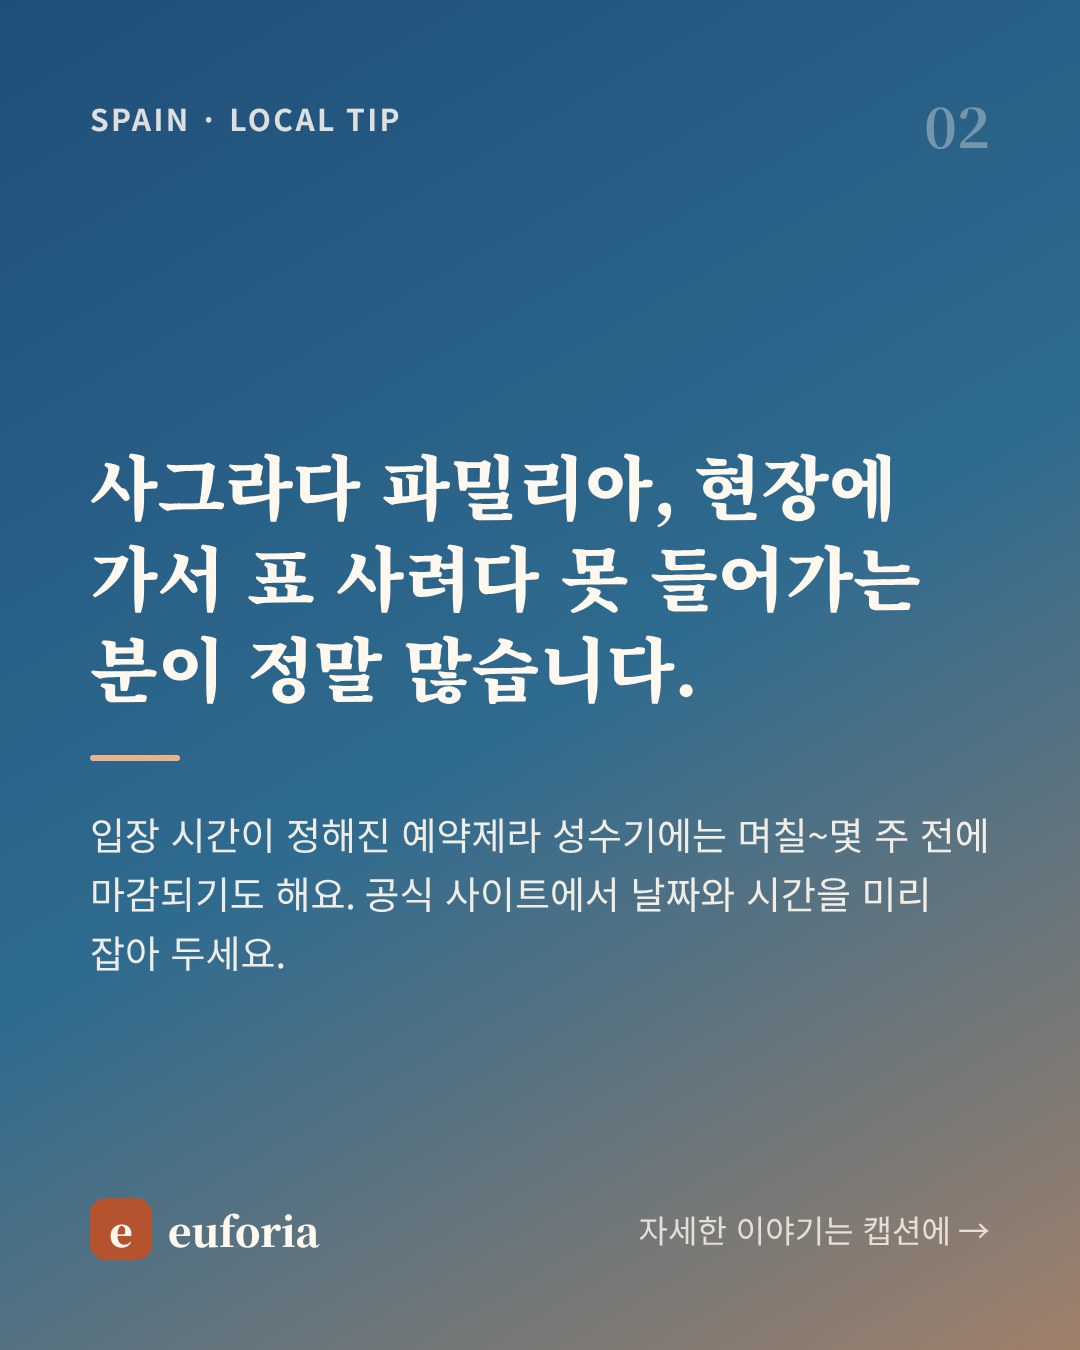 SPAIN · LOCAL TIP
02
사그라다 파밀리아, 현장에
가서 표 사려다 못 들어가는
분이 정말 많습니다.
입장 시간이 정해진 예약제라 성수기에는 며칠~몇 주 전에
마감되기도 해요. 공식 사이트에서 날짜와 시간을 미리
잡아 두세요.
e euforia
자세한 이야기는 캡션에 →